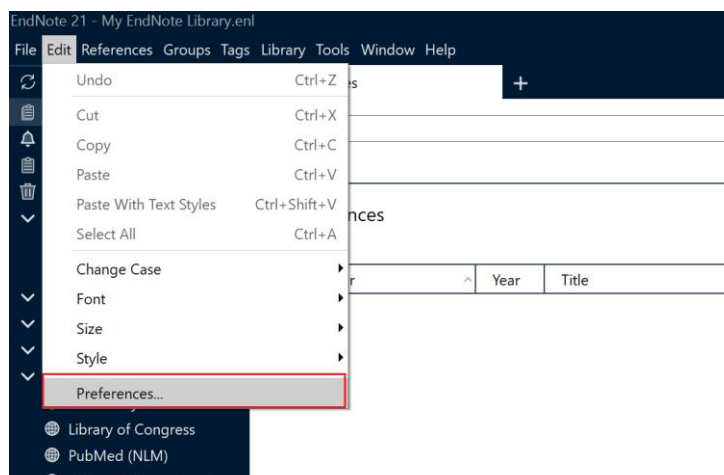 EndNote 21 - My EndNote Library.enl
File Edit References Groups Tags Library Tools Window Help
Undo Ctrl+Z
Cut Ctrl+X
Copy Ctrl+C
Paste Ctrl+V
Paste With Text Styles Ctrl+Shift+V
Select All Ctrl+A
Change Case
Year Title
Font
Size
Style
Preferences...
Library of Congress
PubMed (NLM)